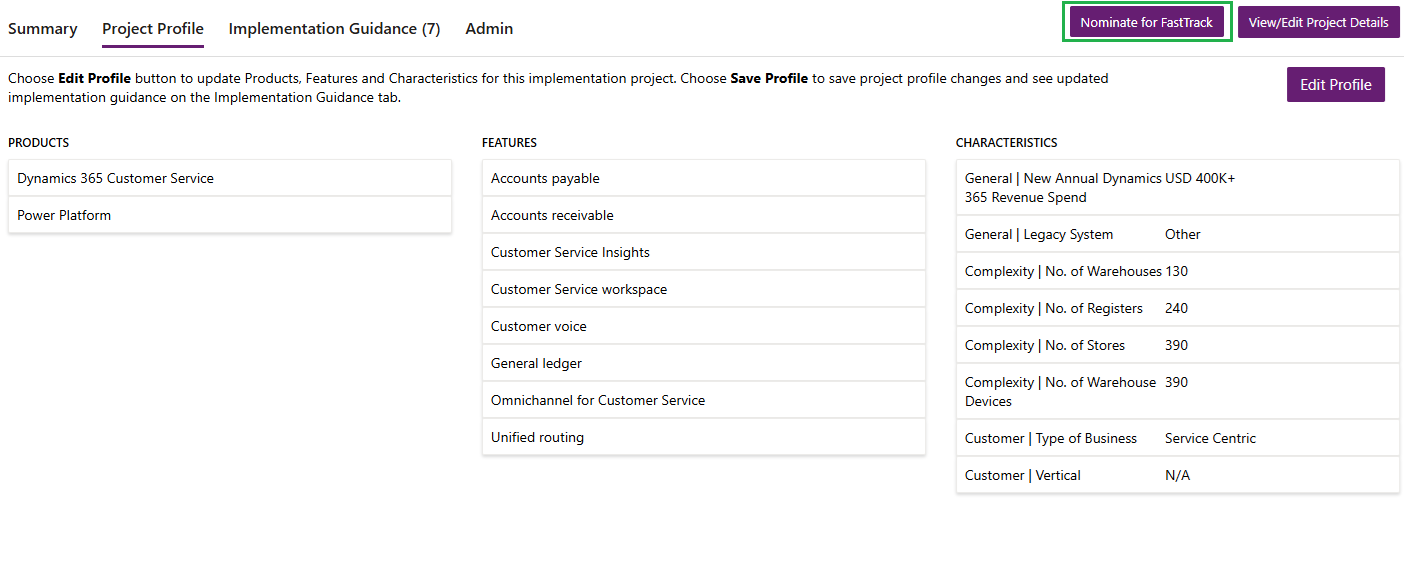 Summary
Project Profile
Implementation Guidance (7)
Admin
Nominate for FastTrack
View/Edit Project Details
Choose Edit Profile button to update Products, Features and Characteristics for this implementation project. Choose Save Profile to save project profile changes and see updated
implementation guidance on the Implementation Guidance tab.
Edit Profile
PRODUCTS
Dynamics 365 Customer Service
Power Platform
FEATURES
Accounts payable
Accounts receivable
Customer Service Insights
Customer Service workspace
Customer voice
General ledger
Omnichannel for Customer Service
Unified routing
CHARACTERISTICS
General | New Annual Dynamics USD 400K+
365 Revenue Spend
General | Legacy System Other
Complexity | No. of Warehouses 130
Complexity | No. of Registers 240
Complexity | No. of Stores 390
Complexity | No. of Warehouse 390
Devices
Customer | Type of Business Service Centric
Customer | Vertical N/A